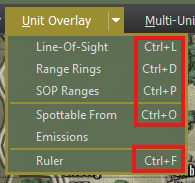 Unit Overlay Multi-Uni
Line-Of-Sight Ctrl+L
Range Rings Ctrl+D
SOP Ranges Ctrl+P
Spottable From Ctrl+O
Emissions
Ruler Ctrl+F